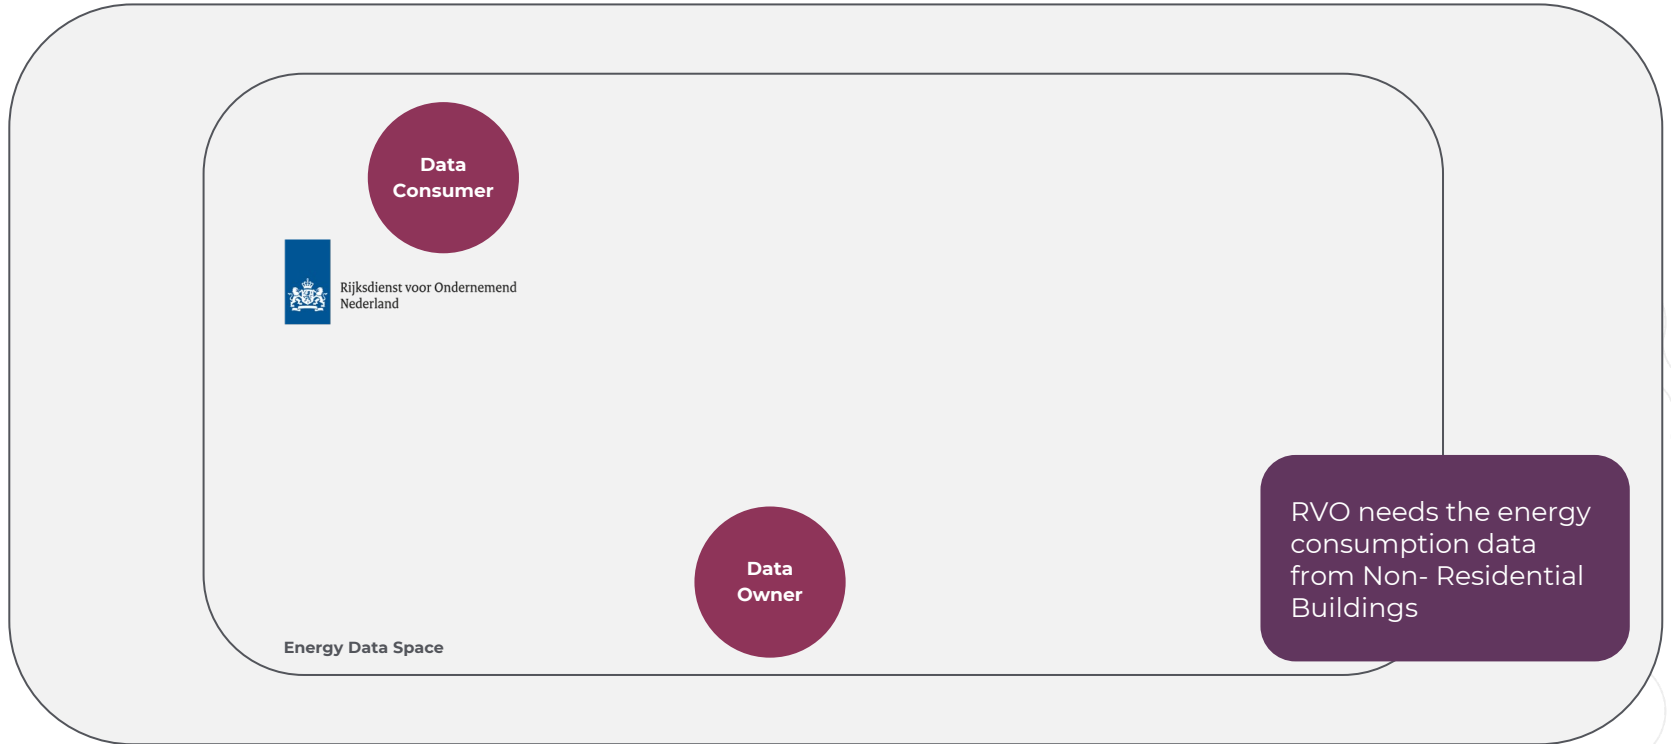 Data
Consumer
Rijksdienst voor Ondernemend
Nederland
Data
Owner
RVO needs the energy
consumption data
from Non- Residential
Buildings
Energy Data Space